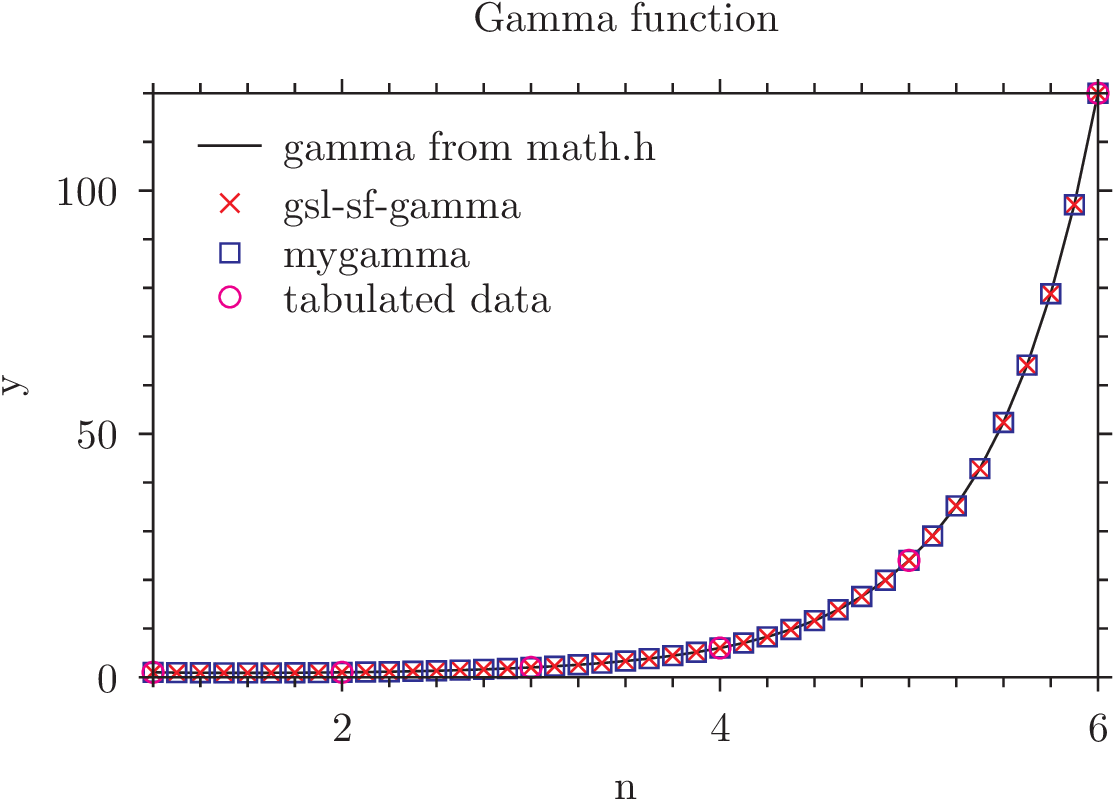 Gamma function
gamma from math.h
gsl-sf-gamma
mygamma
tabulated data
100
50
0
y
2 4 6
n